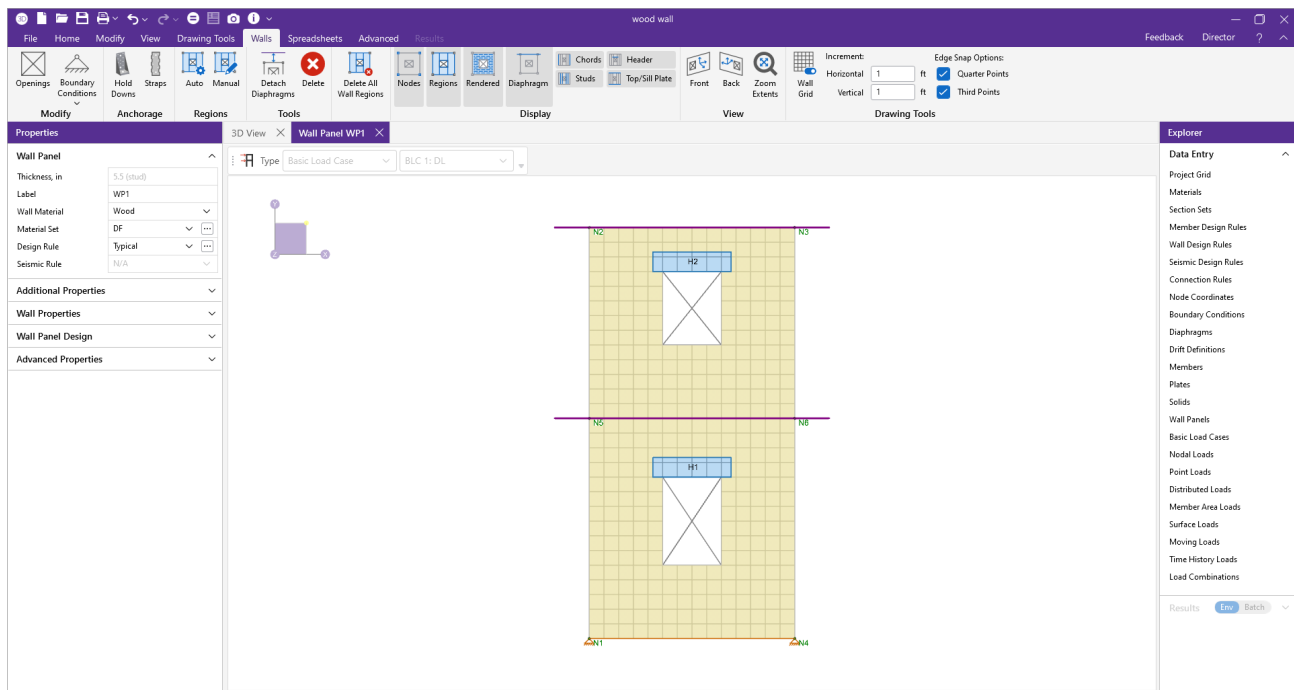 3D
wood wall
File Home Modify View Drawing Tools Walls Spreadsheets Advanced Results Feedback Director ?
Openings Boundary Conditions Hold Downs Straps Auto Manual Detach Diaphragms Delete Delete All Wall Regions Nodes Regions Rendered Diaphragm Chords Header Studs Top/Sill Plate Front Back Zoom Extents Wall Grid
Increment: Edge Snap Options:
Horizontal 1 ft Quarter Points
Vertical 1 ft Third Points
Modify Anchorage Regions Tools Display View Drawing Tools
Properties
Wall Panel
Thickness, in 5.5 (stud)
Label WP1
Wall Material Wood
Material Set DF ...
Design Rule Typical ...
Seismic Rule N/A
Additional Properties
Wall Properties
Wall Panel Design
Advanced Properties
3D View Wall Panel WP1
Type Basic Load Case BLC 1: DL
Y
Z X
N2 N3
H2
N5 N6
H1
N1 N4
Explorer
Data Entry
Project Grid
Materials
Section Sets
Member Design Rules
Wall Design Rules
Seismic Design Rules
Connection Rules
Node Coordinates
Boundary Conditions
Diaphragms
Drift Definitions
Members
Plates
Solids
Wall Panels
Basic Load Cases
Nodal Loads
Point Loads
Distributed Loads
Member Area Loads
Surface Loads
Moving Loads
Time History Loads
Load Combinations
Results Env Batch